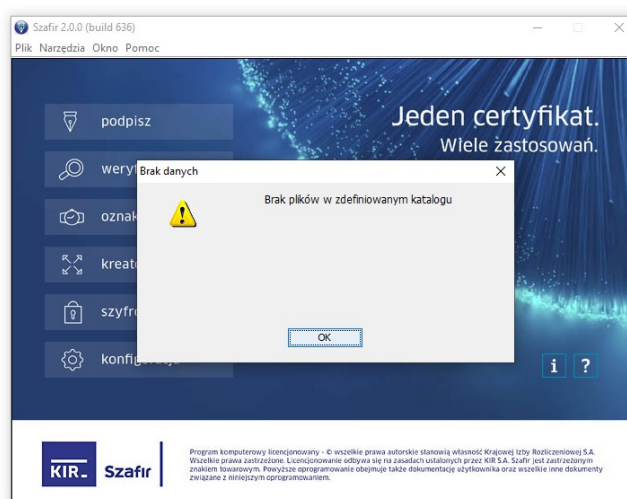 Szafir 2.0.0 (build 636)
Plik Narzędzia Okno Pomoc
Jeden certyfikat.
Wiele zastosowań.
podpisz
Brak danych
Brak plików w zdefiniowanym katalogu
OK
i ?
KIR Szafir
Program komputerowy licencjonowany - © wszelkie prawa autorskie stanowią własność Krajowej Izby Rozliczeniowej S.A.
Wszelkie prawa zastrzeżone. Licencjonowanie odbywa się na zasadach ustalonych przez KIR S.A. Szafir jest zastrzeżonym
znakiem towarowym. Powyższe oprogramowanie obejmuje także dokumentację użytkownika oraz wszelkie inne dokumenty
związane z niniejszym oprogramowaniem.